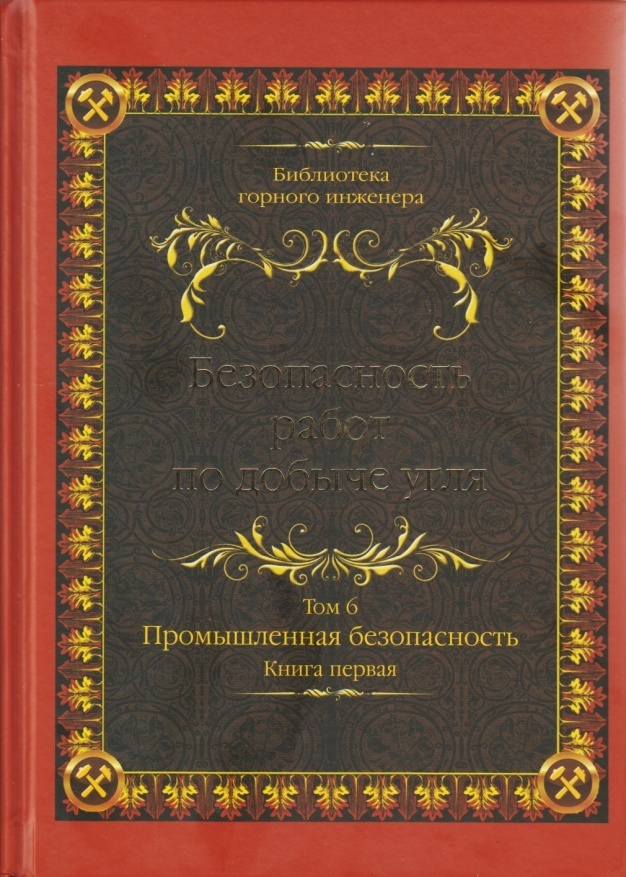 Библиотека
горного инженера
Безопасность
работ
по добыче угля
Том 6
Промышленная безопасность
Книга первая